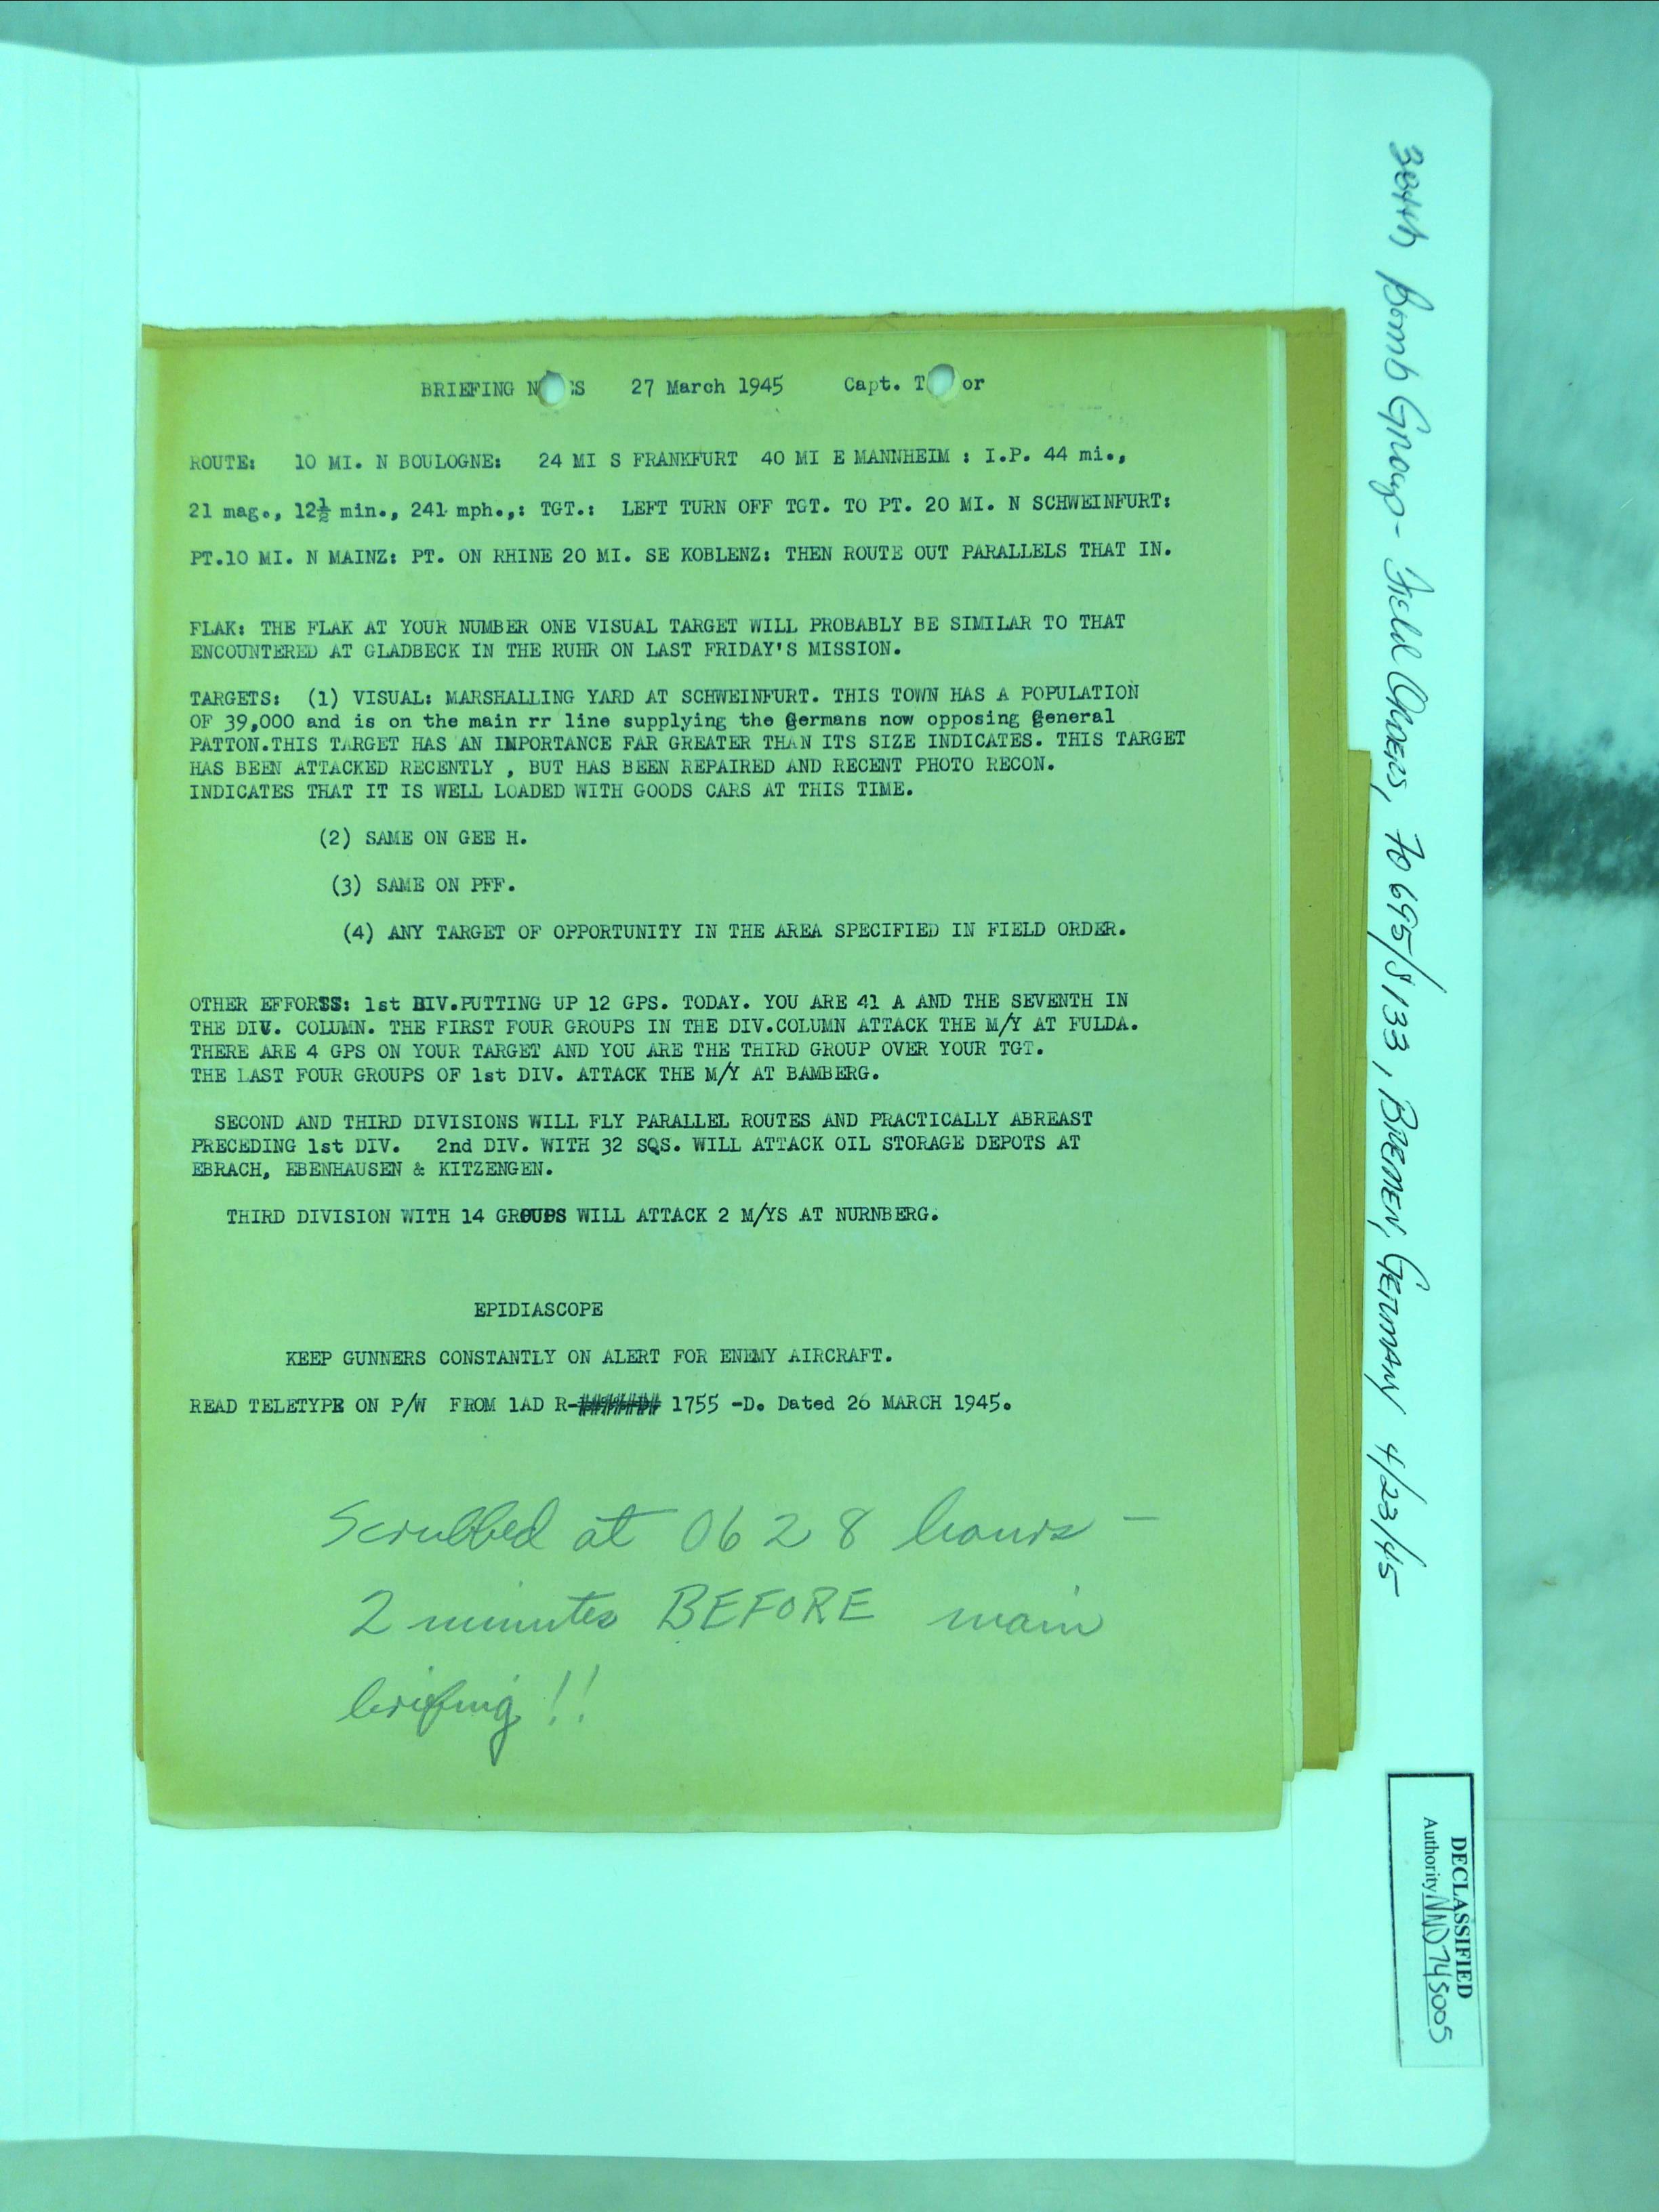 BRIEFING N S 27 March 1945 Capt. T or
ROUTE: 10 MI. N BOULOGNE: 24 MI S FRANKFURT 40 MI E MANNHEIM : I.P. 44 mi.,
21 mag., 12½ min., 241 mph.,: TGT.: LEFT TURN OFF TGT. TO PT. 20 MI. N SCHWEINFURT:
PT.10 MI. N MAINZ: PT. ON RHINE 20 MI. SE KOBLENZ: THEN ROUTE OUT PARALLELS THAT IN.
FLAK: THE FLAK AT YOUR NUMBER ONE VISUAL TARGET WILL PROBABLY BE SIMILAR TO THAT
ENCOUNTERED AT GLADBECK IN THE RUHR ON LAST FRIDAY'S MISSION.
TARGETS: (1) VISUAL: MARSHALLING YARD AT SCHWEINFURT. THIS TOWN HAS A POPULATION
OF 39,000 and is on the main rr line supplying the Germans now opposing General
PATTON.THIS TARGET HAS AN IMPORTANCE FAR GREATER THAN ITS SIZE INDICATES. THIS TARGET
HAS BEEN ATTACKED RECENTLY , BUT HAS BEEN REPAIRED AND RECENT PHOTO RECON.
INDICATES THAT IT IS WELL LOADED WITH GOODS CARS AT THIS TIME.
(2) SAME ON GEE H.
(3) SAME ON PFF.
(4) ANY TARGET OF OPPORTUNITY IN THE AREA SPECIFIED IN FIELD ORDER.
OTHER EFFORSS: 1st DIV.PUTTING UP 12 GPS. TODAY. YOU ARE 41 A AND THE SEVENTH IN
THE DIV. COLUMN. THE FIRST FOUR GROUPS IN THE DIV.COLUMN ATTACK THE M/Y AT FULDA.
THERE ARE 4 GPS ON YOUR TARGET AND YOU ARE THE THIRD GROUP OVER YOUR TGT.
THE LAST FOUR GROUPS OF 1st DIV. ATTACK THE M/Y AT BAMBERG.
SECOND AND THIRD DIVISIONS WILL FLY PARALLEL ROUTES AND PRACTICALLY ABREAST
PRECEDING 1st DIV. 2nd DIV. WITH 32 SQS. WILL ATTACK OIL STORAGE DEPOTS AT
EBRACH, EBENHAUSEN & KITZENGEN.
THIRD DIVISION WITH 14 GROUPS WILL ATTACK 2 M/YS AT NURNBERG.
EPIDIASCOPE
KEEP GUNNERS CONSTANTLY ON ALERT FOR ENEMY AIRCRAFT.
READ TELETYPE ON P/W FROM 1AD R- 1755 -D. Dated 26 MARCH 1945.
Scrubbed at 0628 hours -
2 minutes BEFORE main
briefing!!
384th Bomb Group - Field Orders, FO 695/S133, BREMEN, GERMANY 4/23/45
DECLASSIFIED
Authority NND 745005